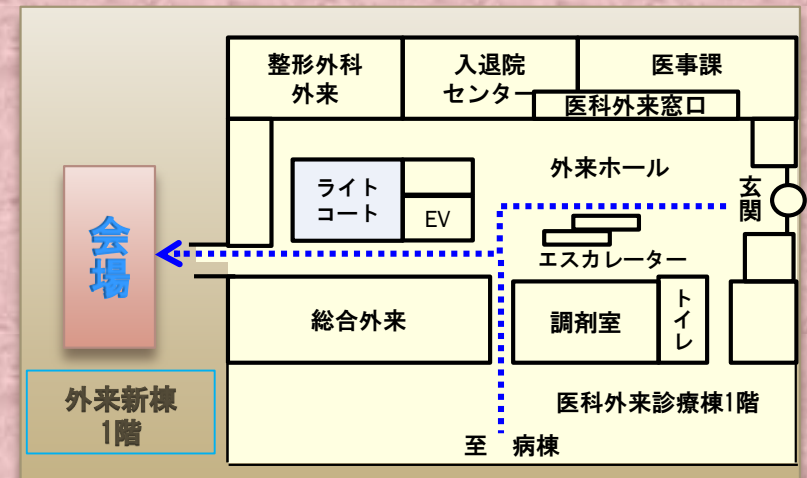 整形外科
外来
入退院
センター
医事課
医科外来窓口
外来ホール
玄関
ライト
コート
EV
エスカレーター
会場
総合外来
調剤室
トイレ
外来新棟
1階
医科外来診療棟1階
至 病棟